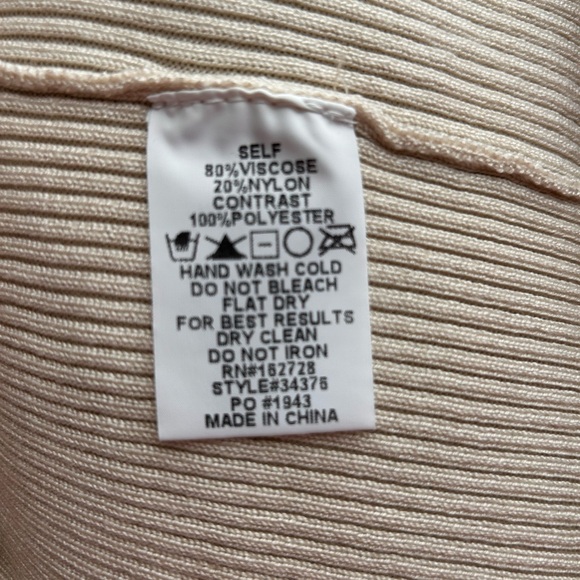 SELF
80%VISCOSE
20%NYLON
CONTRAST
100%POLYESTER
HAND WASH COLD
DO NOT BLEACH
FLAT DRY
FOR BEST RESULTS
DRY CLEAN
DO NOT IRON
RN#162728
STYLE#34376
PO #1943
MADE IN CHINA